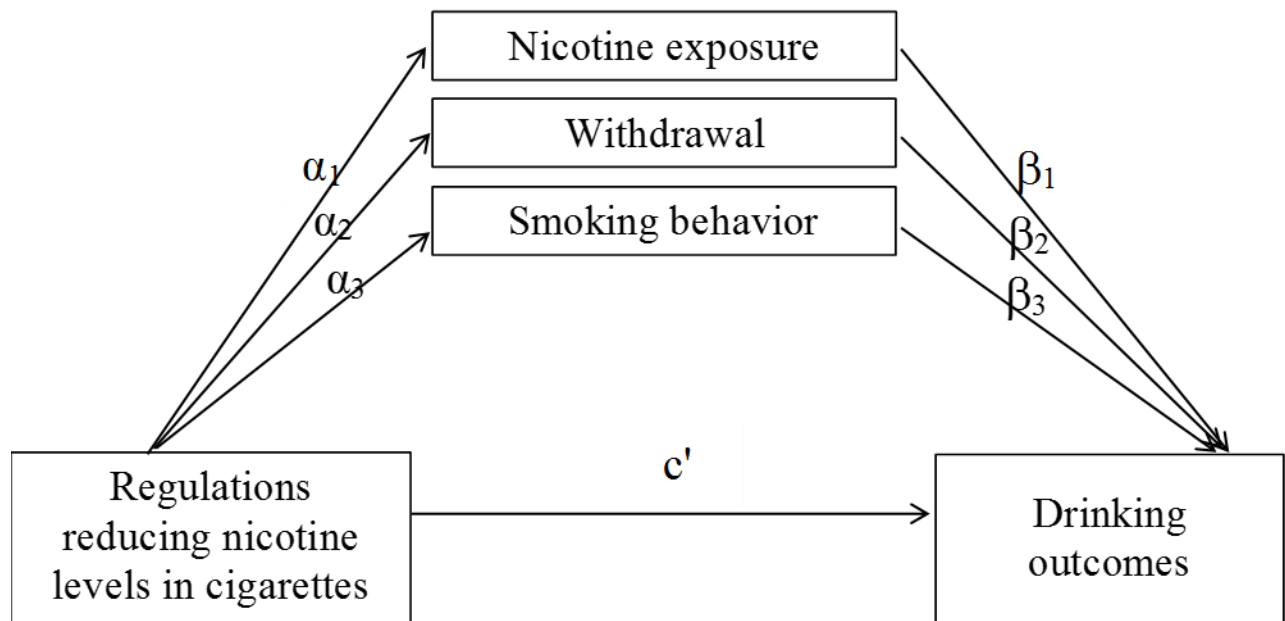 Nicotine exposure
Withdrawal
Smoking behavior
α1
α2
α3
β1
β2
β3
c'
Regulations
reducing nicotine
levels in cigarettes
Drinking
outcomes